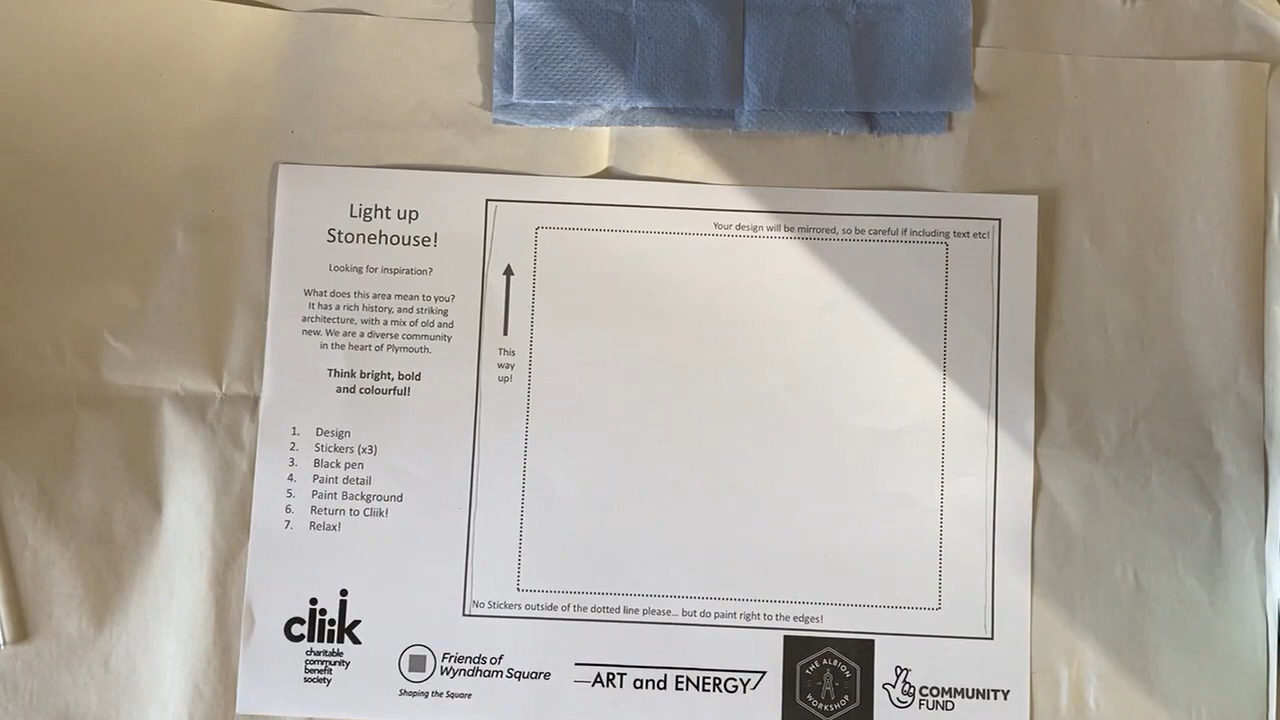 Light up
Stonehouse!
Looking for inspiration?
What does this area mean to you?
It has a rich history, and striking
architecture, with a mix of old and
new. We are a diverse community
in the heart of Plymouth.
Think bright, bold
and colourful!
1. Design
2. Stickers (x3)
3. Black pen
4. Paint detail
5. Paint Background
6. Return to Cliik!
7. Relax!
Your design will be mirrored, so be careful if including text etc!
This
way
up!
No Stickers outside of the dotted line please... but do paint right to the edges!
cliik
charitable
community
benefit
society
Friends of
Wyndham Square
Shaping the Square
ART and ENERGY
THE ALBION
WORKSHOP
COMMUNITY
FUND